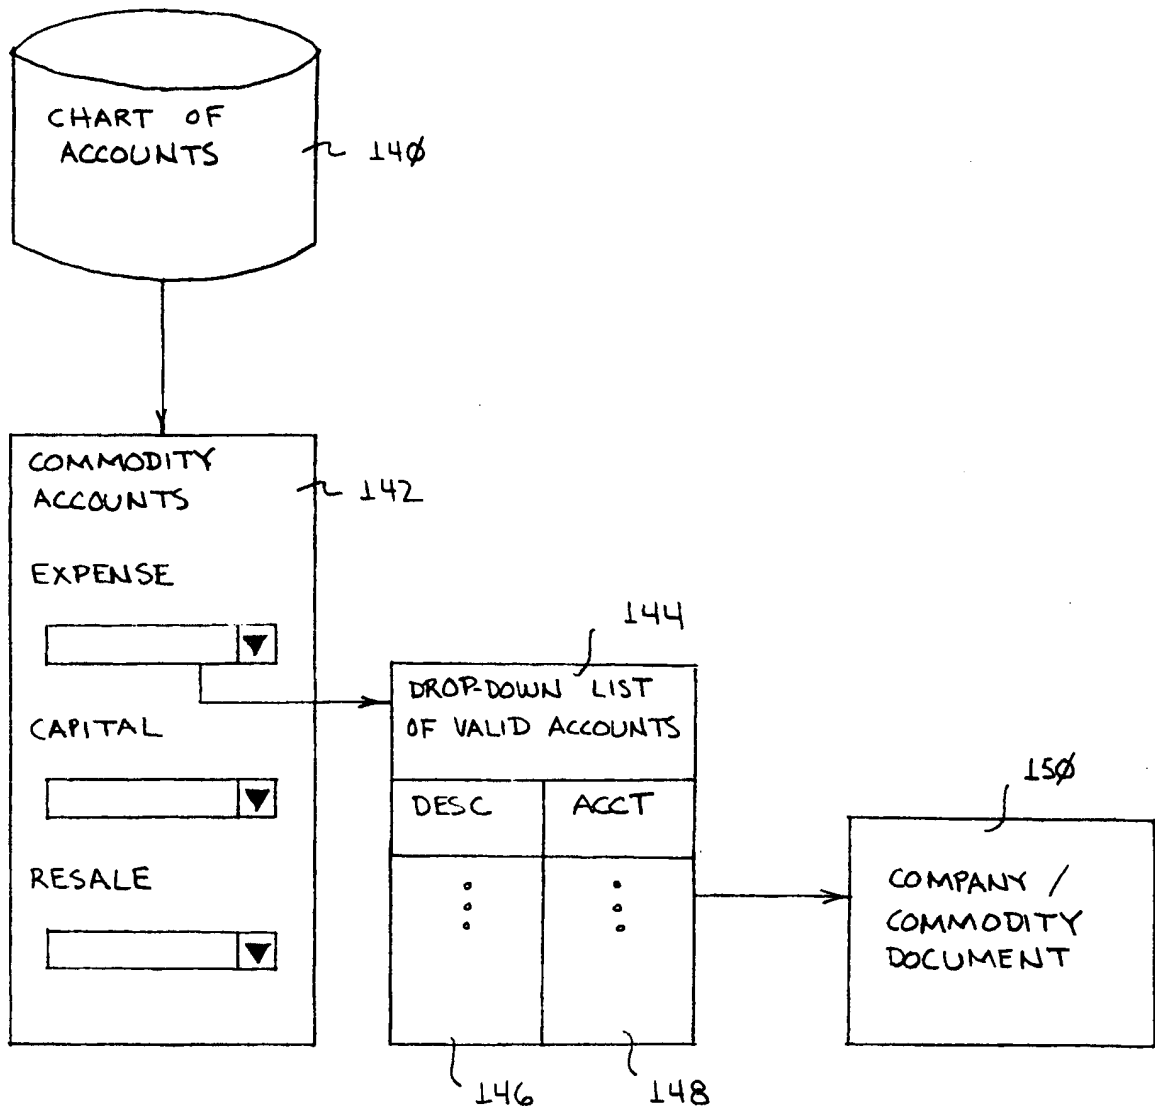 CHART OF
ACCOUNTS
140
COMMODITY
ACCOUNTS
142
EXPENSE
CAPITAL
RESALE
144
DROP-DOWN LIST
OF VALID ACCOUNTS
DESC
ACCT
146
148
150
COMPANY /
COMMODITY
DOCUMENT